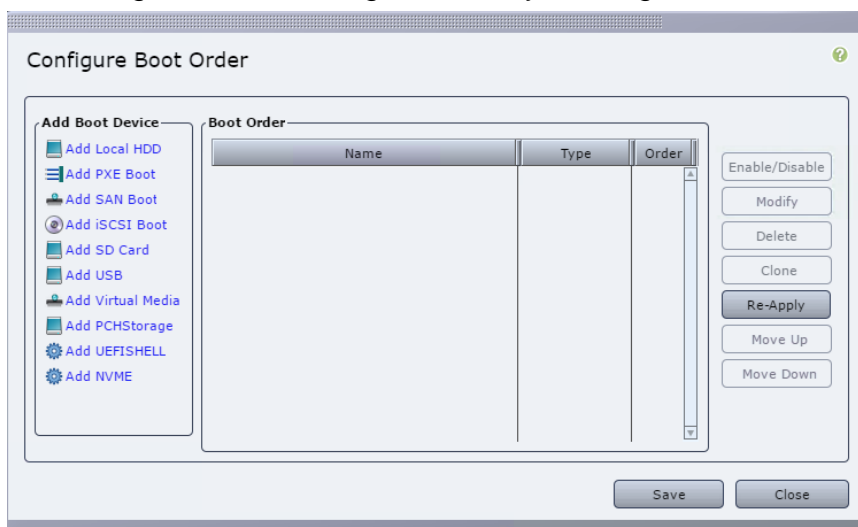 Configure Boot Order
Add Boot Device
Add Local HDD
Add PXE Boot
Add SAN Boot
Add iSCSI Boot
Add SD Card
Add USB
Add Virtual Media
Add PCHStorage
Add UEFISHELL
Add NVME
Boot Order
Name Type Order
Enable/Disable
Modify
Delete
Clone
Re-Apply
Move Up
Move Down
Save Close